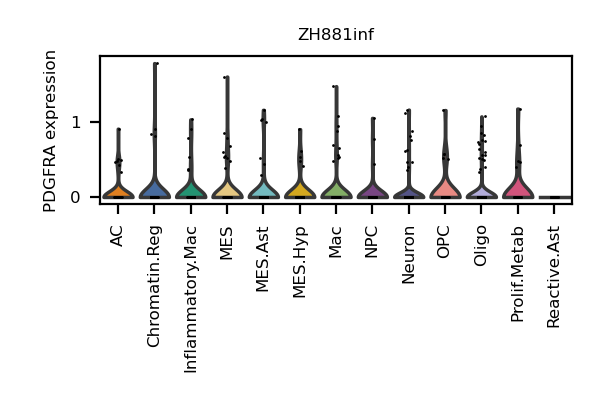 ZH881inf
PDGFRA expression
1
0
AC
Chromatin.Reg
Inflammatory.Mac
MES
MES.Ast
MES.Hyp
Mac
NPC
Neuron
OPC
Oligo
Prolif.Metab
Reactive.Ast